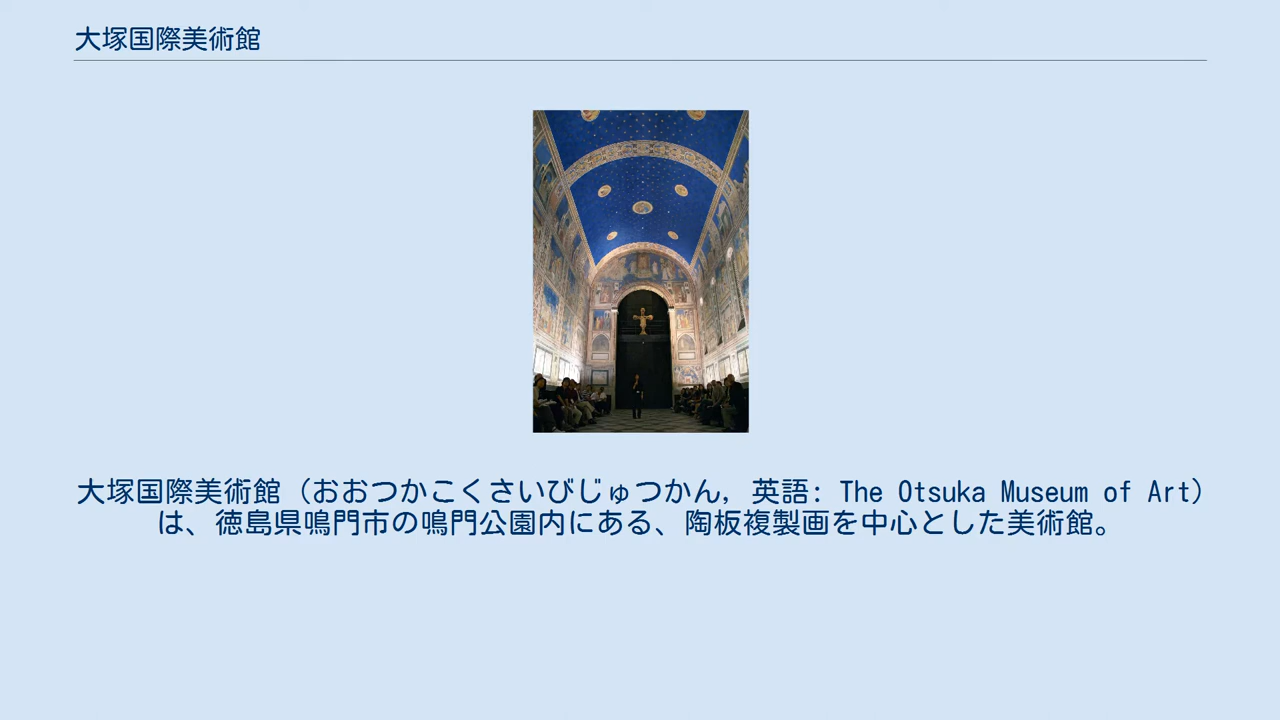 大塚国際美術館
大塚国際美術館（おおつかこくさいびじゅつかん, 英語: The Otsuka Museum of Art）
は、徳島県鳴門市の鳴門公園内にある、陶板複製画を中心とした美術館。